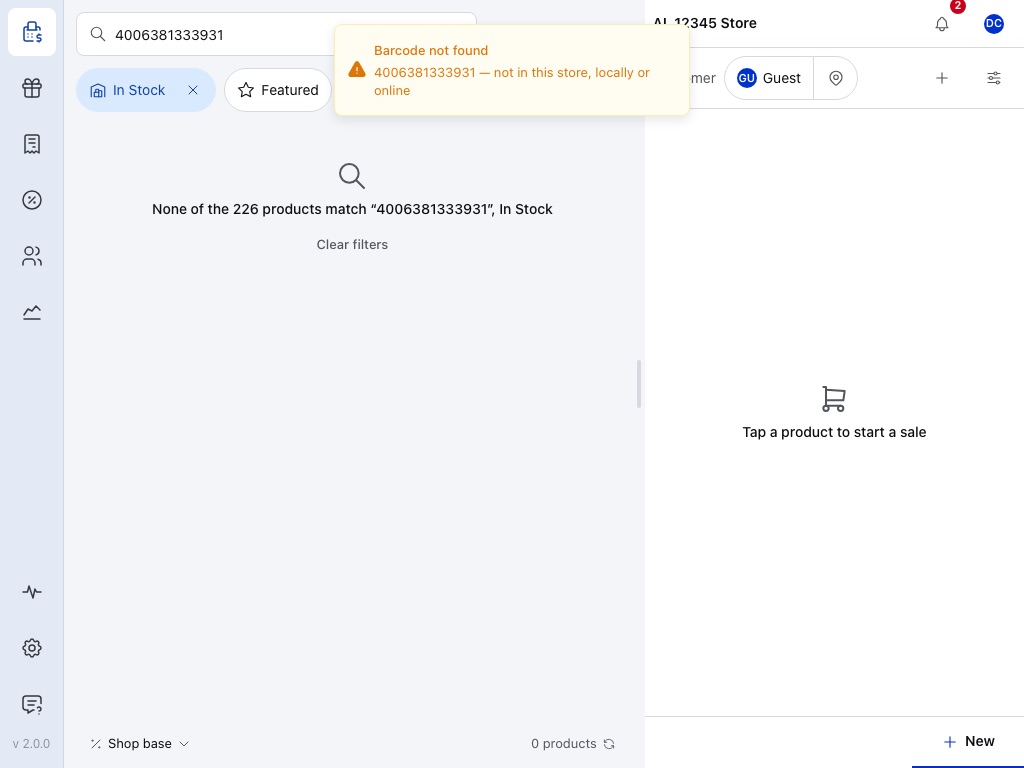 4006381333931
Barcode not found
4006381333931 — not in this store, locally or
online
AL 12345 Store
2
DC
In Stock
Featured
mer
GU
Guest
None of the 226 products match “4006381333931”, In Stock
Clear filters
Tap a product to start a sale
v 2.0.0
Shop base
0 products
New